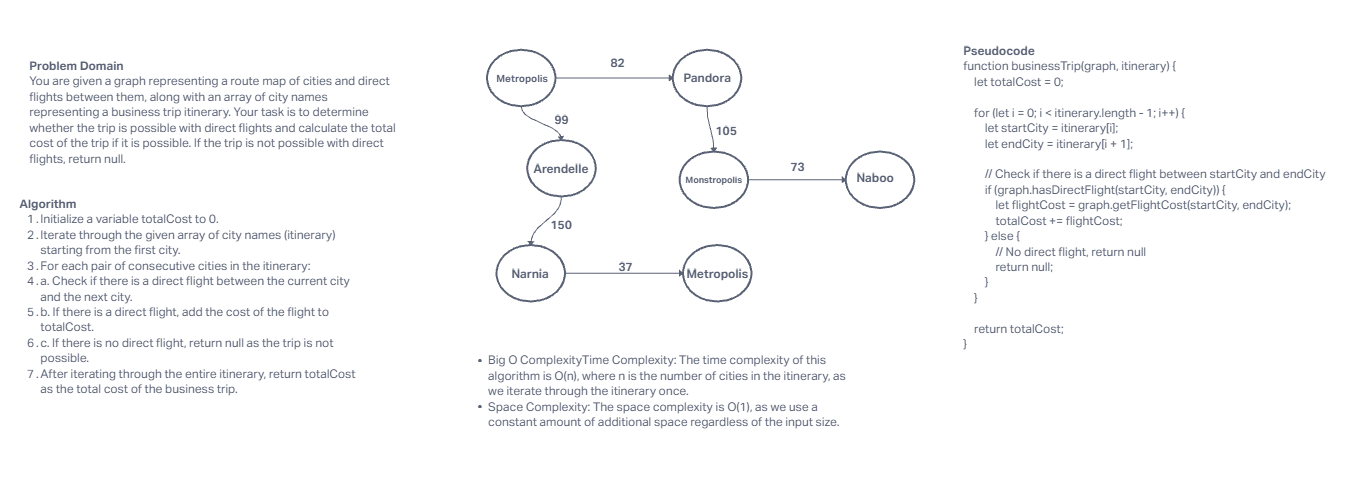 Problem Domain
You are given a graph representing a route map of cities and direct
flights between them, along with an array of city names
representing a business trip itinerary. Your task is to determine
whether the trip is possible with direct flights and calculate the total
cost of the trip if it is possible. If the trip is not possible with direct
flights, return null.
Algorithm
1. Initialize a variable totalCost to 0.
2. Iterate through the given array of city names (itinerary)
starting from the first city.
3. For each pair of consecutive cities in the itinerary:
4. a. Check if there is a direct flight between the current city
and the next city.
5. b. If there is a direct flight, add the cost of the flight to
totalCost.
6. c. If there is no direct flight, return null as the trip is not
possible.
7. After iterating through the entire itinerary, return totalCost
as the total cost of the business trip.
82
Metropolis
Pandora
99
105
Arendelle
Monstropolis
73
Naboo
150
Narnia
37
Metropolis
• Big O ComplexityTime Complexity: The time complexity of this
algorithm is O(n), where n is the number of cities in the itinerary, as
we iterate through the itinerary once.
• Space Complexity: The space complexity is O(1), as we use a
constant amount of additional space regardless of the input size.
Pseudocode
function businessTrip(graph, itinerary) {
let totalCost = 0;
for (let i = 0; i < itinerary.length - 1; i++) {
let startCity = itinerary[i];
let endCity = itinerary[i + 1];
// Check if there is a direct flight between startCity and endCity
if (graph.hasDirectFlight(startCity, endCity)) {
let flightCost = graph.getFlightCost(startCity, endCity);
totalCost += flightCost;
} else {
// No direct flight, return null
return null;
}
}
return totalCost;
}